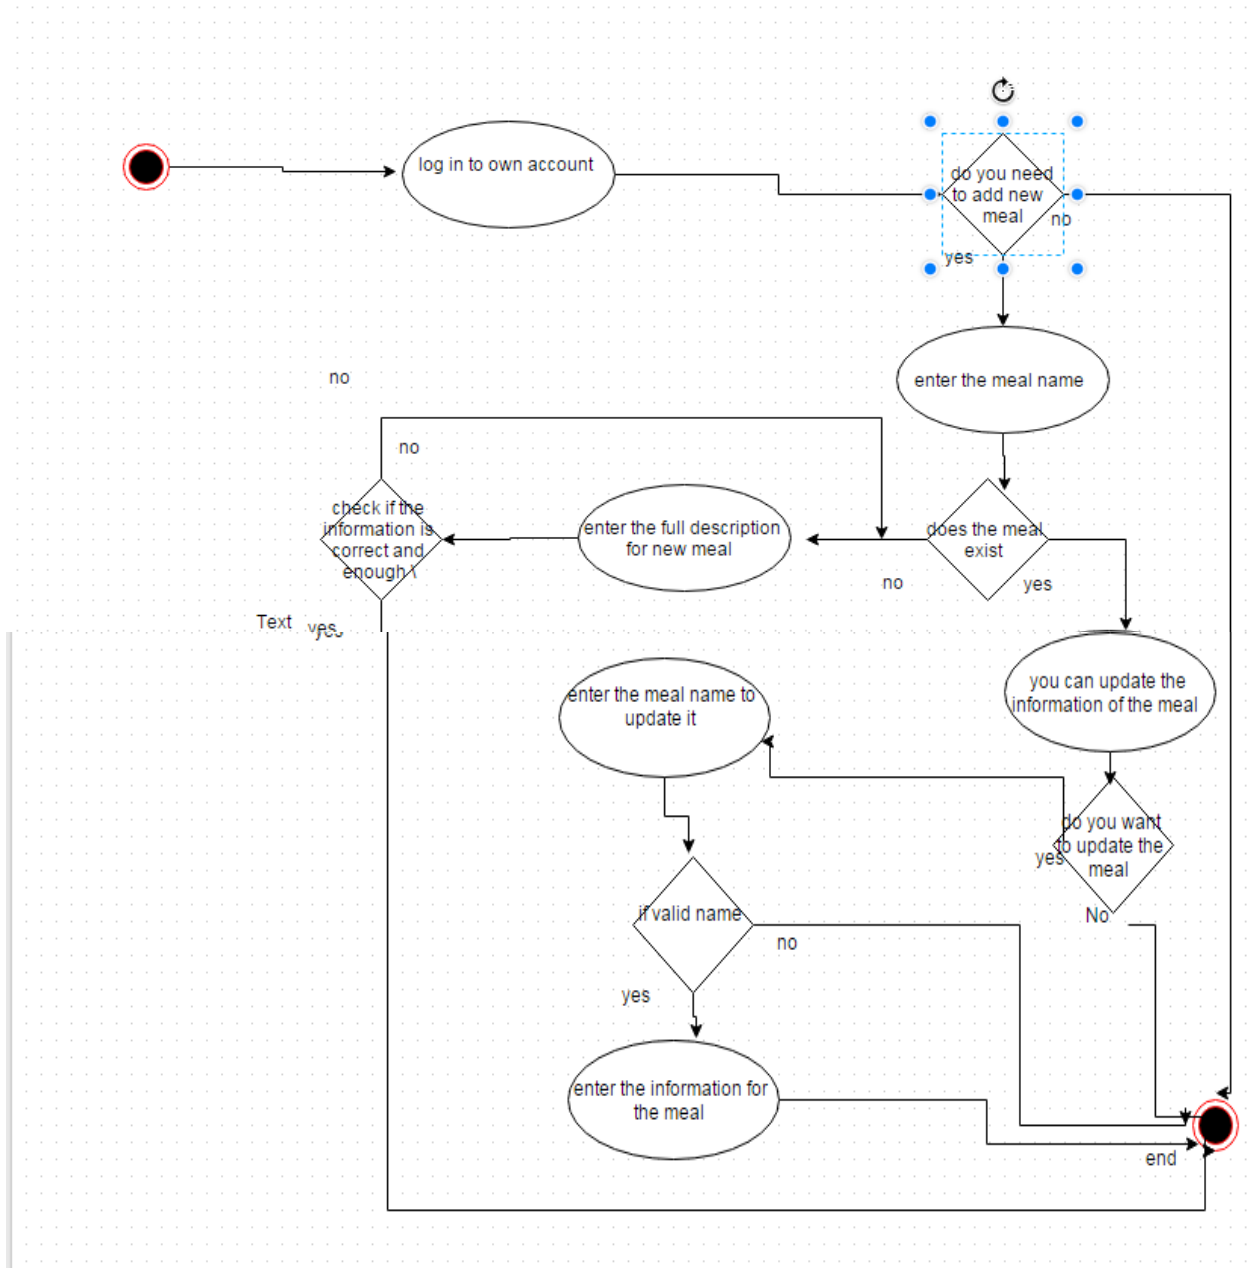 log in to own account
do you need
to add new
meal
no
yes
enter the meal name
no
no
check if the
information is
correct and
enough \
enter the full description
for new meal
does the meal
exist
no
yes
Text
yes
you can update the
information of the meal
enter the meal name to
update it
do you want
to update the
meal
yes
No
if valid name
no
yes
enter the information for
the meal
end